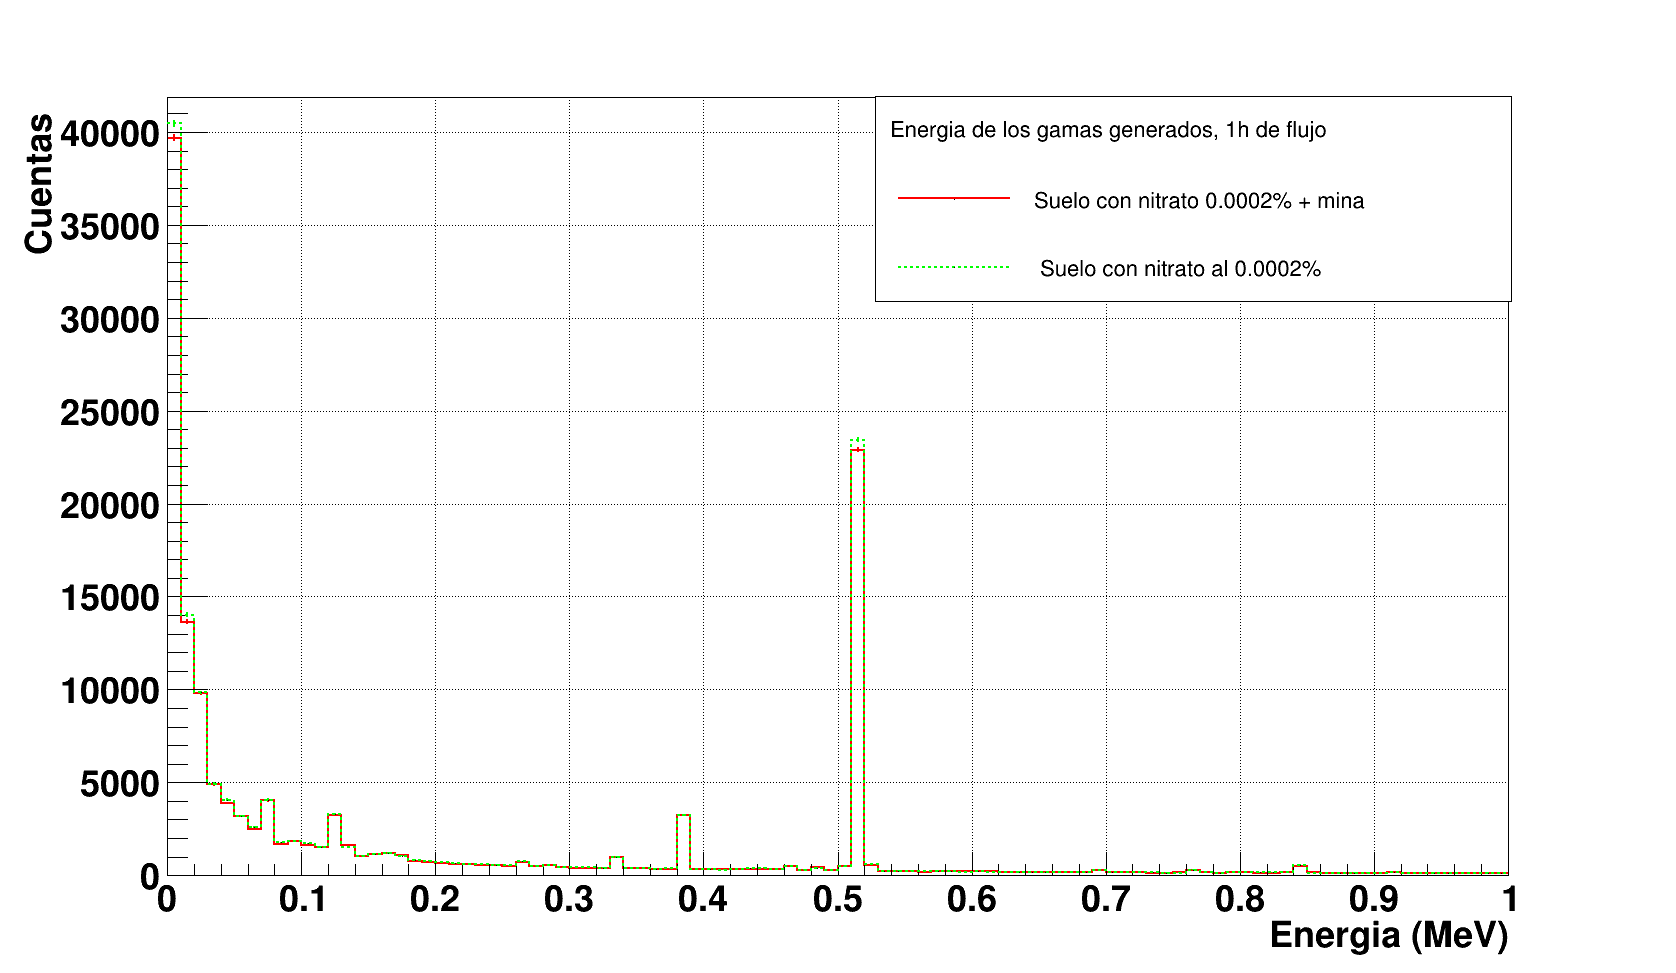 Cuentas
40000
35000
30000
25000
20000
15000
10000
5000
0
Energia de los gamas generados, 1h de flujo
Suelo con nitrato 0.0002% + mina
Suelo con nitrato al 0.0002%
0 0.1 0.2 0.3 0.4 0.5 0.6 0.7 0.8 0.9 1
Energia (MeV)